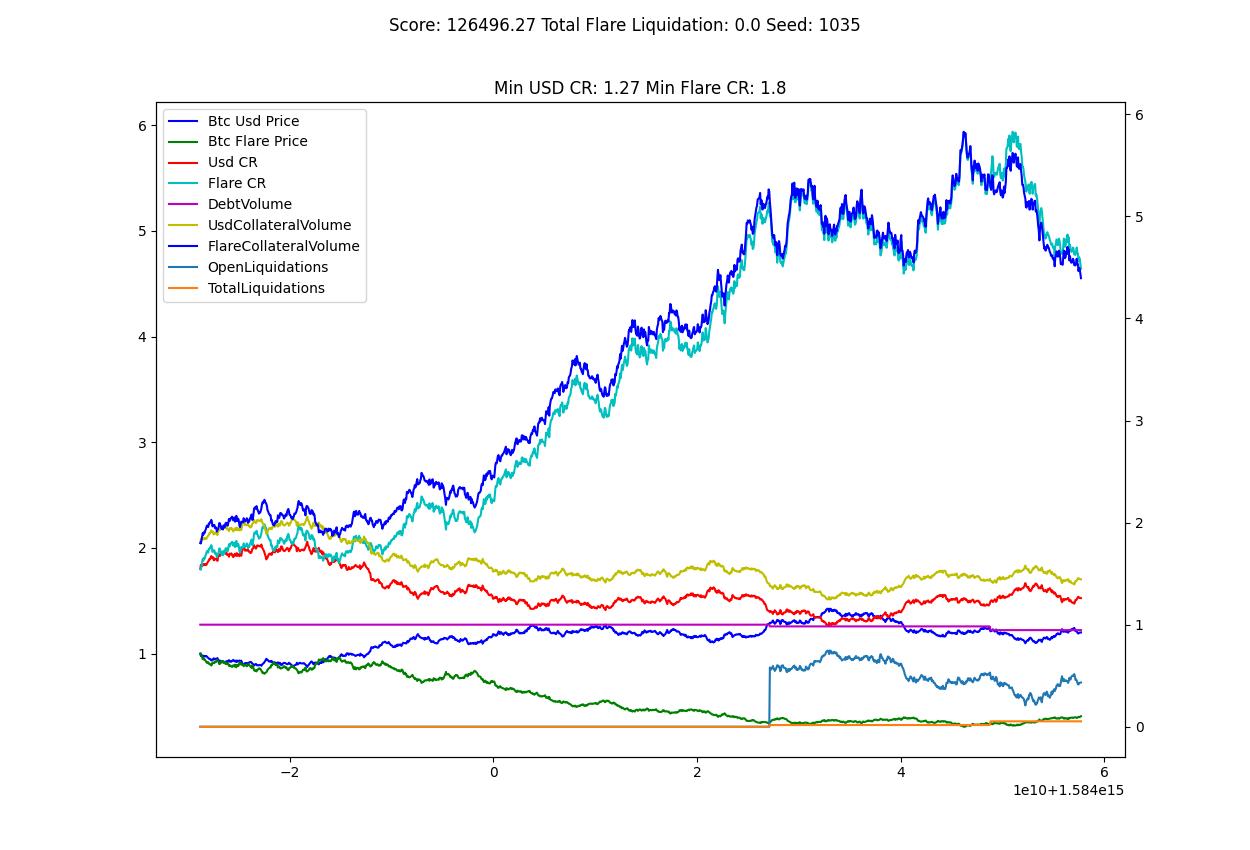 Score: 126496.27 Total Flare Liquidation: 0.0 Seed: 1035
Min USD CR: 1.27 Min Flare CR: 1.8
Btc Usd Price
Btc Flare Price
Usd CR
Flare CR
DebtVolume
UsdCollateralVolume
FlareCollateralVolume
OpenLiquidations
TotalLiquidations
6
5
4
3
2
1
6
5
4
3
2
1
0
−2
0
2
4
6
1e10+1.584e15